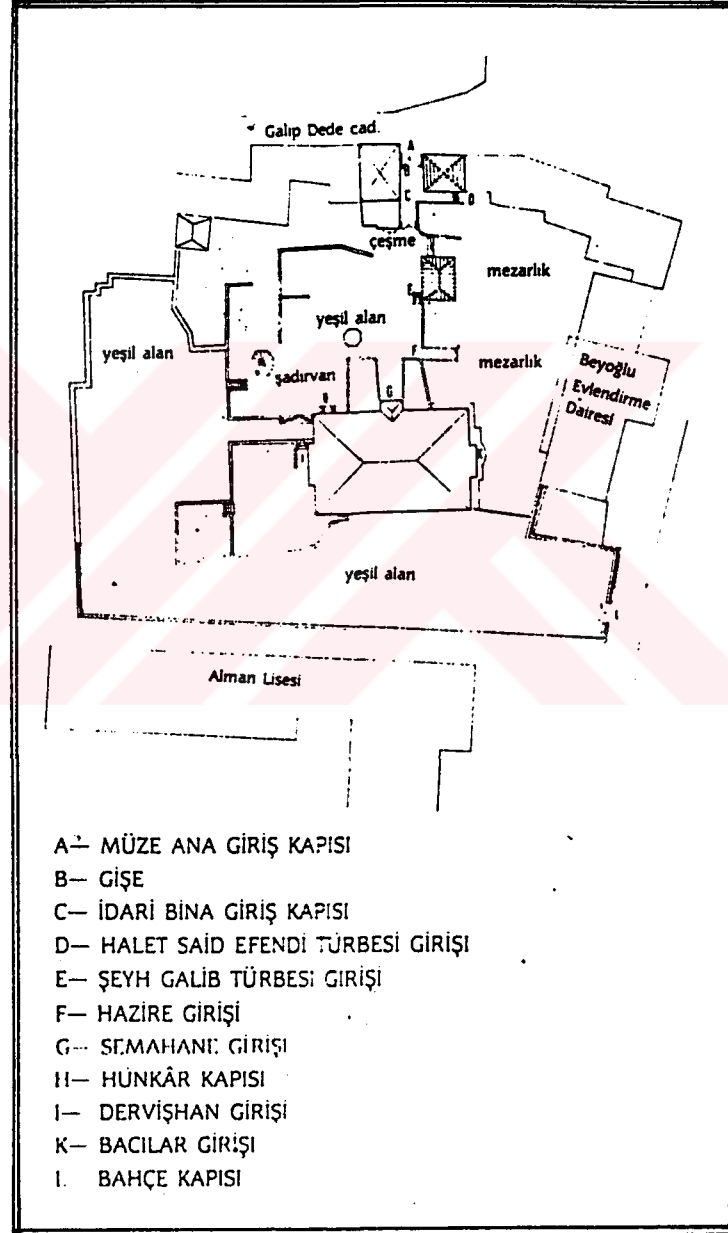 Galip Dede cad.
A
B
C
D
çeşme
mezarlık
E
yeşil alan
yeşil alan
F
mezarlık
Beyoğlu
Evlendirme
Dairesi
şadırvan
G
H
I
K
yeşil alan
L
Alman Lisesi
A— MÜZE ANA GİRİŞ KAPISI
B— GİŞE
C— İDARİ BİNA GİRİŞ KAPISI
D— HALET SAİD EFENDİ TÜRBESİ GİRİŞİ
E— ŞEYH GALİB TÜRBESİ GİRİŞİ
F— HAZİRE GİRİŞİ
G— SEMAHANE GİRİŞİ
H— HÜNKÂR KAPISI
I— DERVİŞHAN GİRİŞİ
K— BACILAR GİRİŞI
L BAHÇE KAPISI